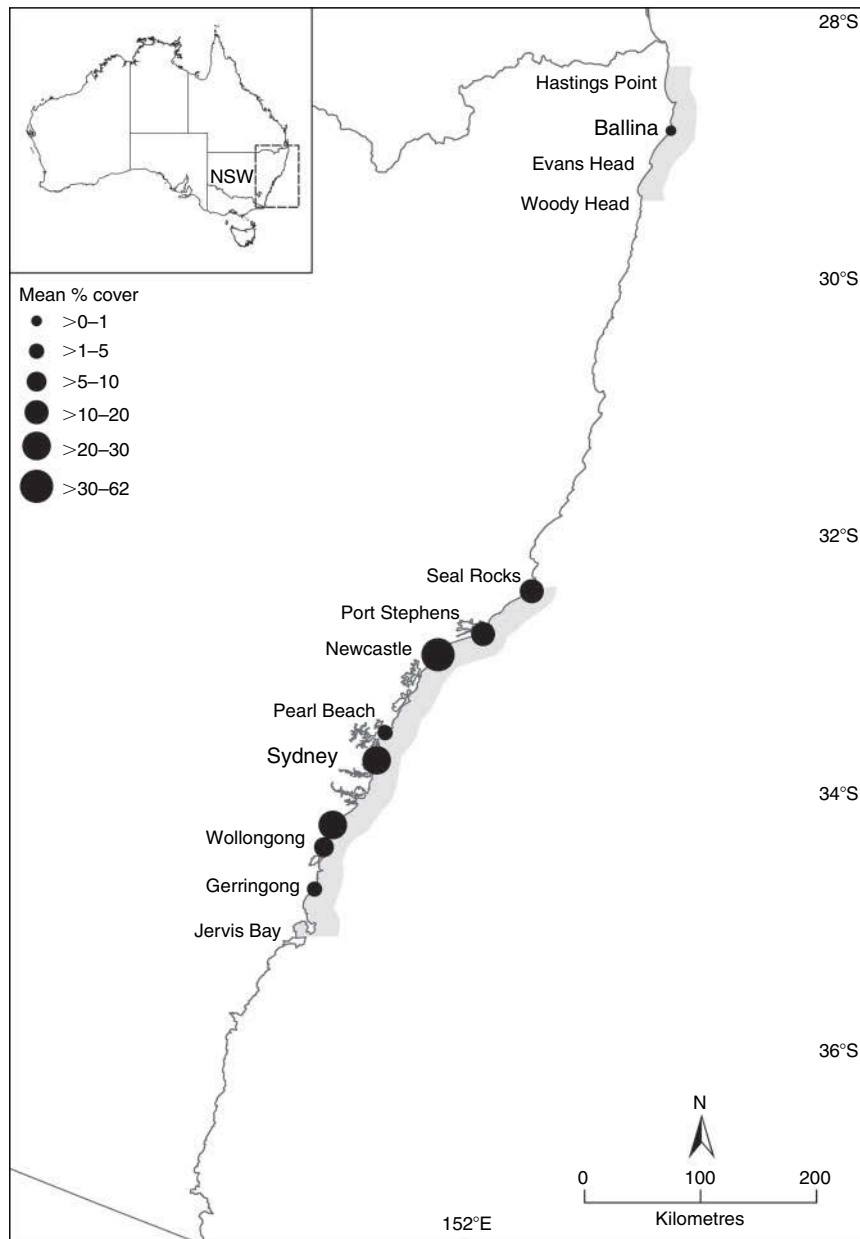 28°S
Hastings Point
Ballina
Evans Head
NSW
Woody Head
30°S
Mean % cover
>0–1
>1–5
>5–10
>10–20
>20–30
>30–62
32°S
Seal Rocks
Port Stephens
Newcastle
Pearl Beach
Sydney
34°S
Wollongong
Gerringong
Jervis Bay
36°S
N
0 100 200
Kilometres
152°E